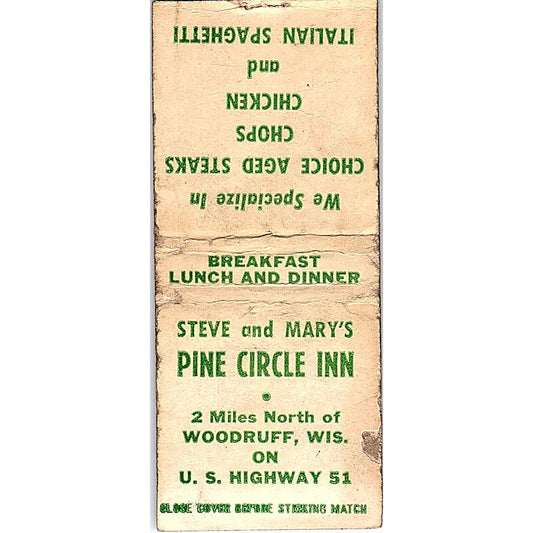 We Specialize In
CHOICE AGED STEAKS
CHOPS
CHICKEN
and
ITALIAN SPAGHETTI
BREAKFAST
LUNCH AND DINNER
STEVE and MARY'S
PINE CIRCLE INN
•
2 Miles North of
WOODRUFF, WIS.
ON
U. S. HIGHWAY 51
CLOSE COVER BEFORE STRIKING MATCH